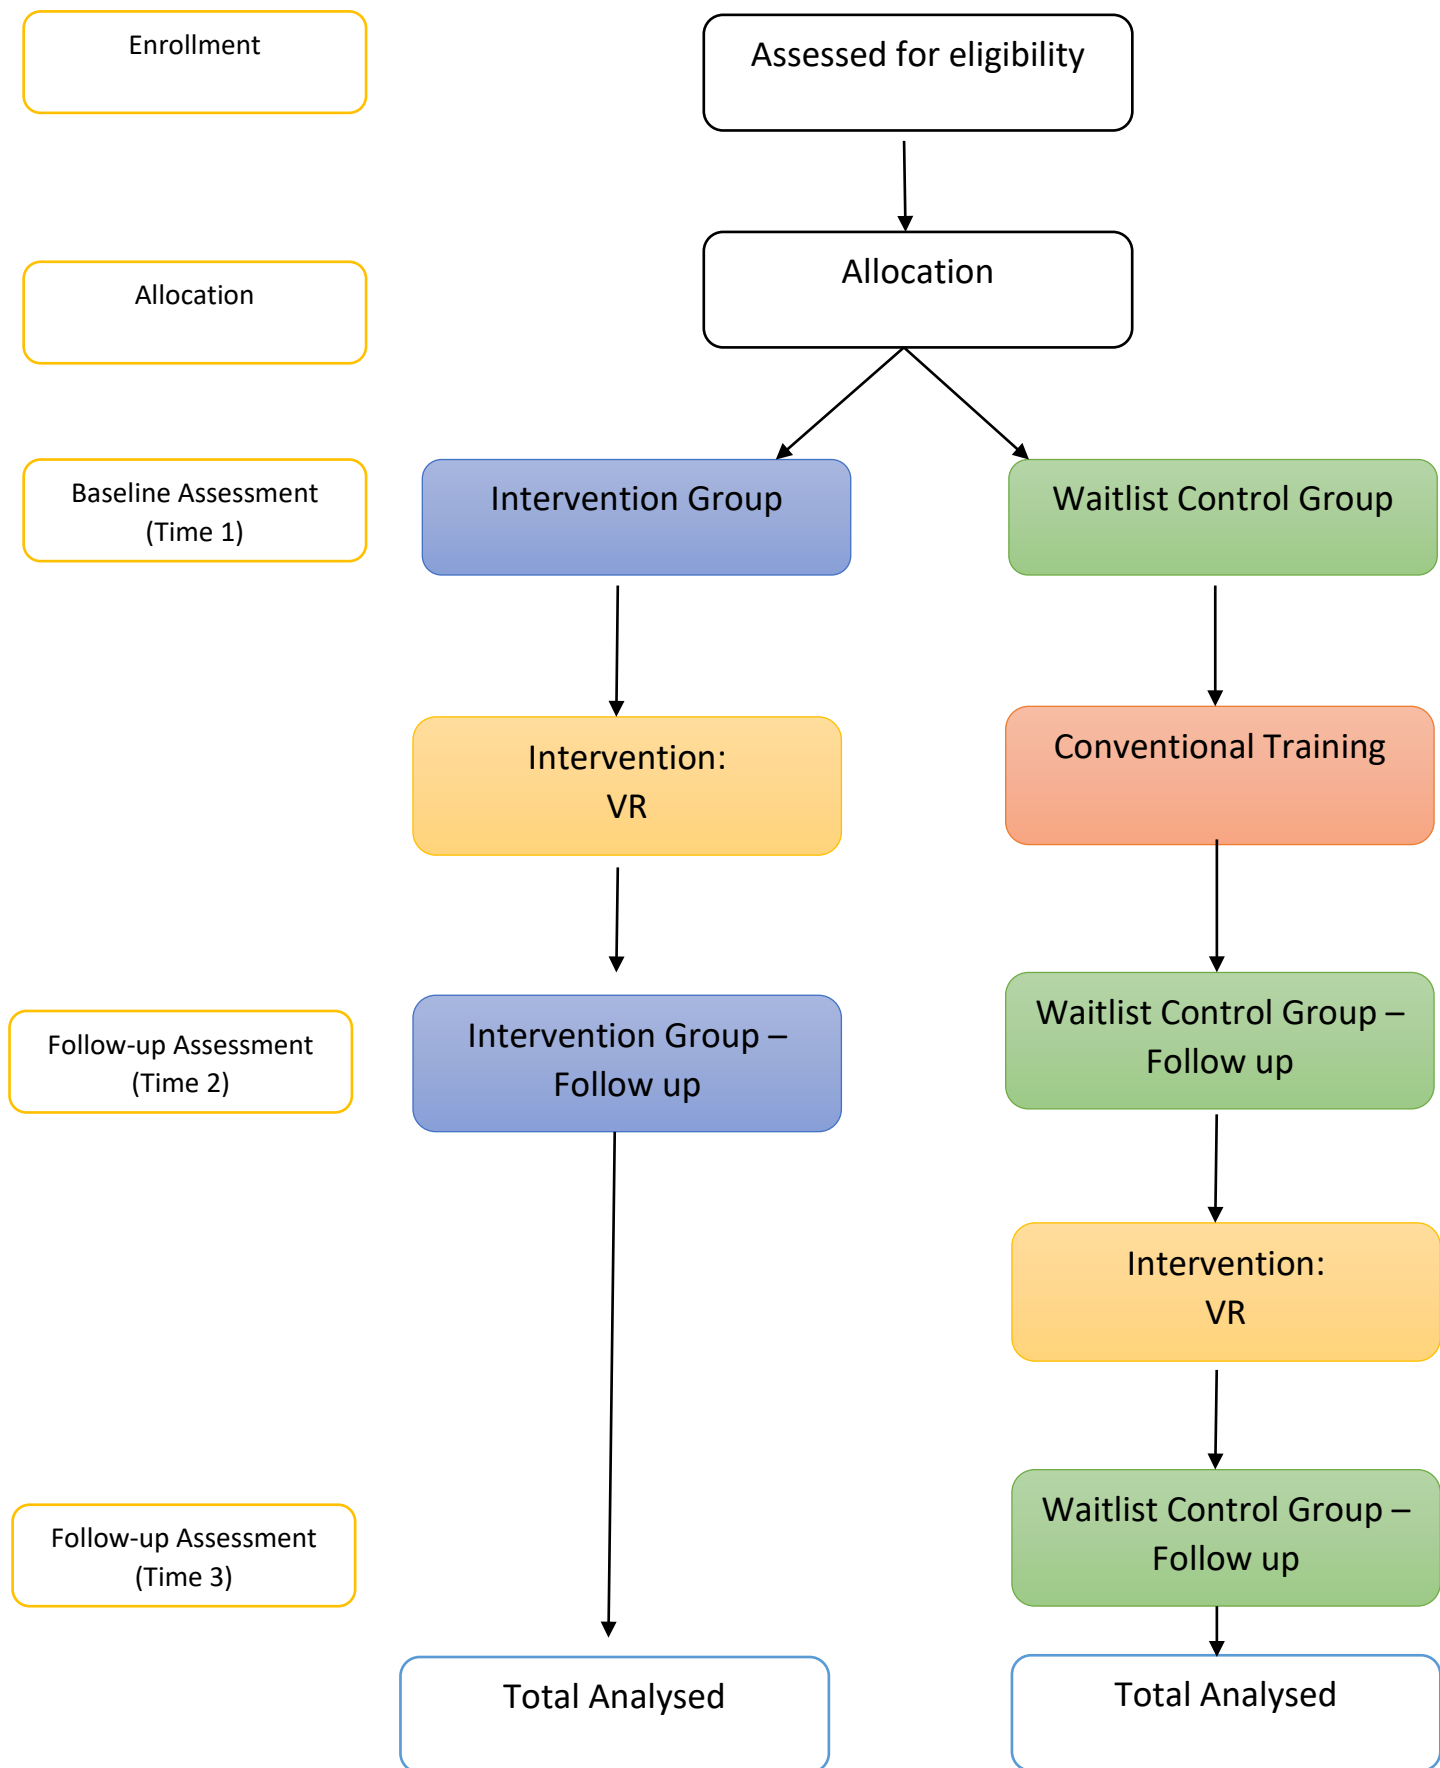 Enrollment
Assessed for eligibility
Allocation
Allocation
Baseline Assessment
(Time 1)
Intervention Group
Waitlist Control Group
Intervention:
VR
Conventional Training
Follow-up Assessment
(Time 2)
Intervention Group –
Follow up
Waitlist Control Group –
Follow up
Intervention:
VR
Follow-up Assessment
(Time 3)
Waitlist Control Group –
Follow up
Total Analysed
Total Analysed